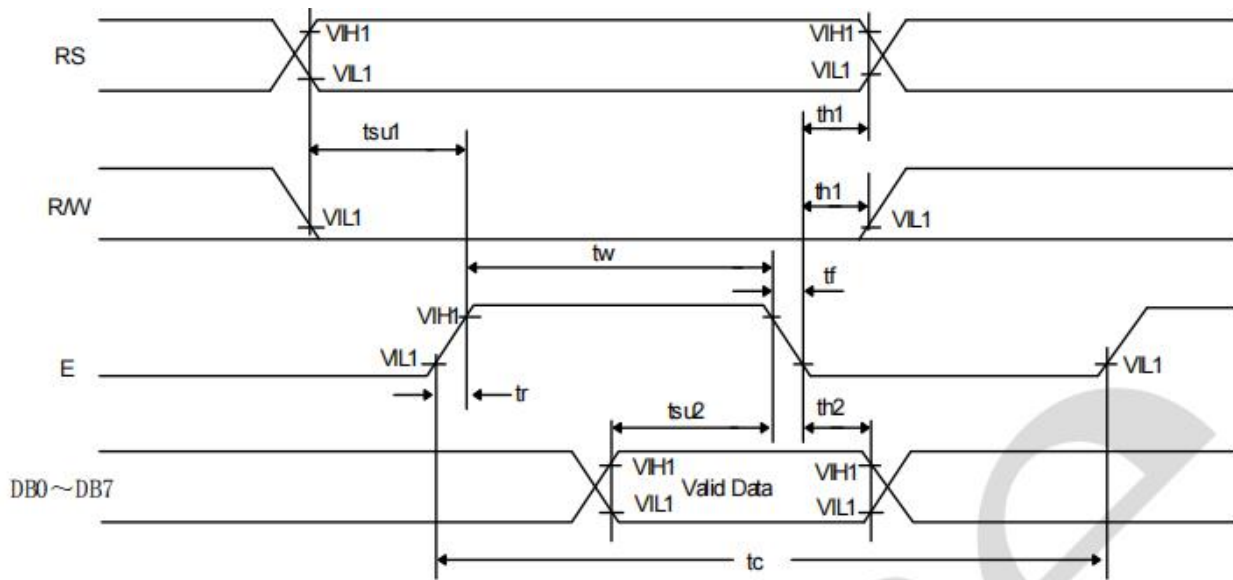 RS
VIH1
VIL1
VIH1
VIL1
th1
tsu1
R/W
VIL1
th1
VIL1
tw
tf
E
VIH1
VIL1
VIL1
tr
tsu2
th2
DB0～DB7
VIH1
VIL1
Valid Data
VIH1
VIL1
tc